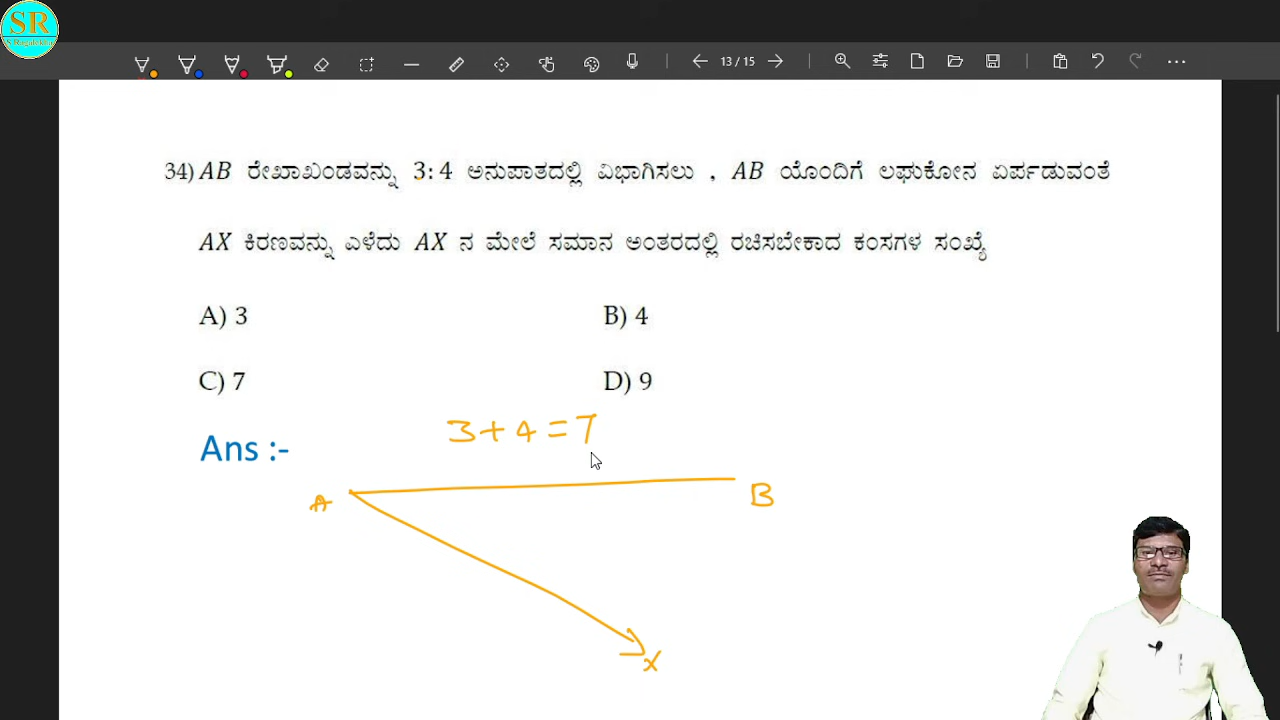 SR
13 / 15
34) AB ರೇಖಾಖಂಡವನ್ನು 3: 4 ಅನುಪಾತದಲ್ಲಿ ವಿಭಾಗಿಸಲು , AB ಯೊಂದಿಗೆ ಲಘುಕೋನ ಏರ್ಪಡುವಂತೆ
AX ಕಿರಣವನ್ನು ಎಳೆದು AX ನ ಮೇಲೆ ಸಮಾನ ಅಂತರದಲ್ಲಿ ರಚಿಸಬೇಕಾದ ಕಂಸಗಳ ಸಂಖ್ಯೆ
A) 3 B) 4
C) 7 D) 9
3+4=7
Ans :-
A B
X